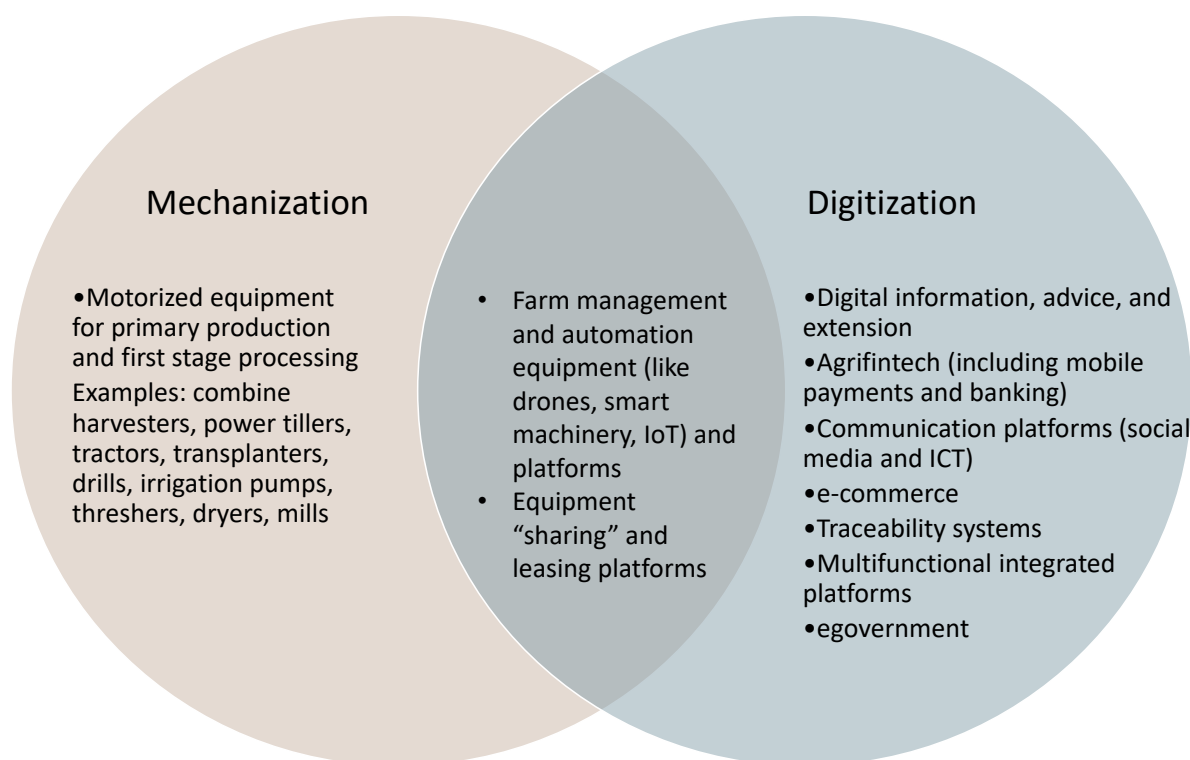 Mechanization
•Motorized equipment
for primary production
and first stage processing
Examples: combine
harvesters, power tillers,
tractors, transplanters,
drills, irrigation pumps,
threshers, dryers, mills
• Farm management
and automation
equipment (like
drones, smart
machinery, IoT) and
platforms
• Equipment
“sharing” and
leasing platforms
Digitization
•Digital information, advice, and
extension
•Agrifintech (including mobile
payments and banking)
•Communication platforms (social
media and ICT)
•e-commerce
•Traceability systems
•Multifunctional integrated
platforms
•egovernment